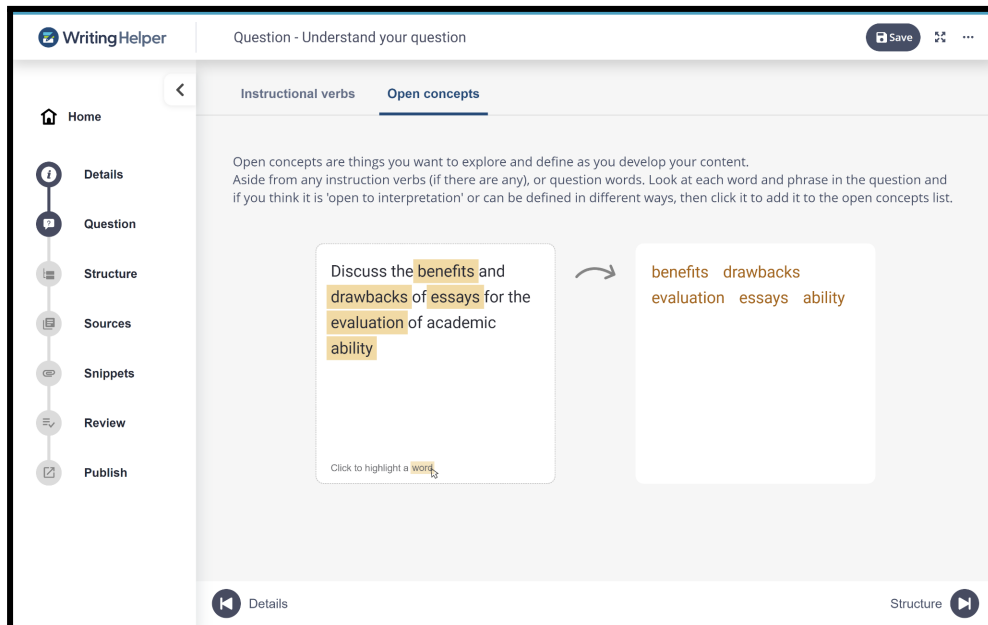 WritingHelper
Question - Understand your question
Save
Home
Details
Question
Structure
Sources
Snippets
Review
Publish
Instructional verbs
Open concepts
Open concepts are things you want to explore and define as you develop your content.
Aside from any instruction verbs (if there are any), or question words. Look at each word and phrase in the question and
if you think it is 'open to interpretation' or can be defined in different ways, then click it to add it to the open concepts list.
Discuss the benefits and
drawbacks of essays for the
evaluation of academic
ability
Click to highlight a word
benefits drawbacks
evaluation essays ability
Details
Structure